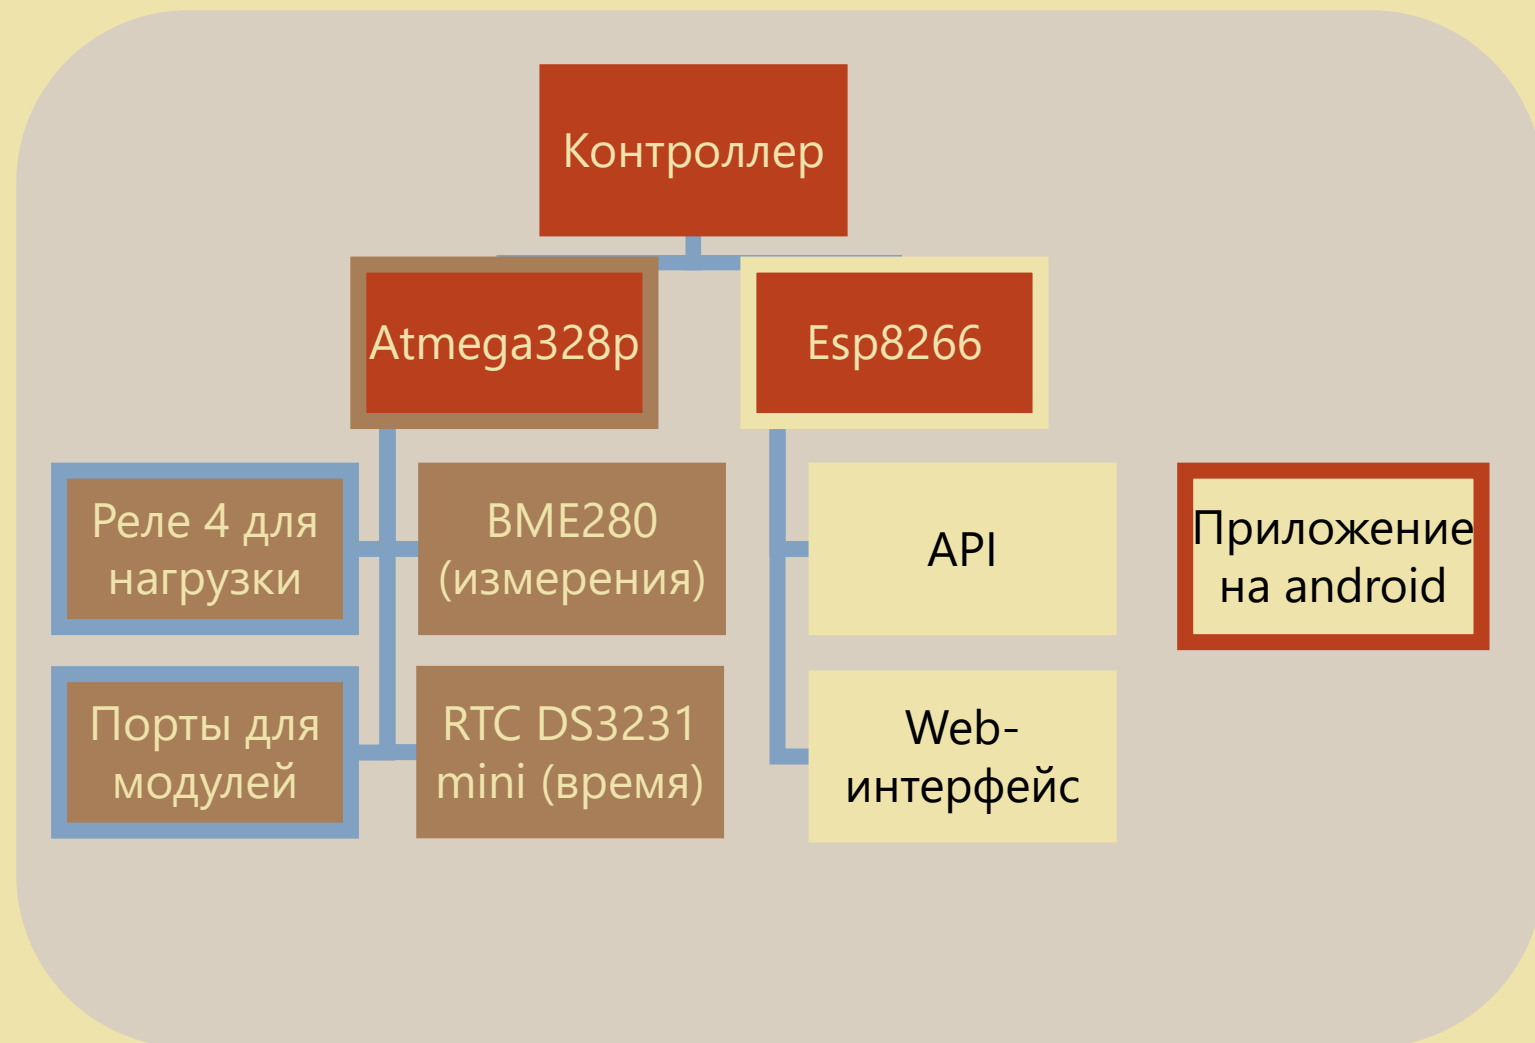 Контроллер
Atmega328p
Esp8266
Реле 4 для
нагрузки
BME280
(измерения)
API
Приложение
на android
Порты для
модулей
RTC DS3231
mini (время)
Web-
интерфейс